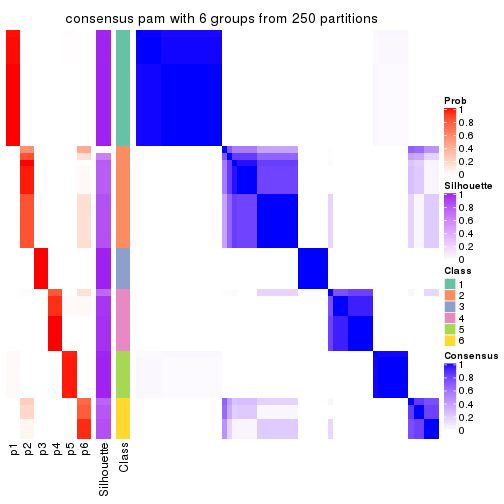 consensus pam with 6 groups from 250 partitions
Prob
1
0.8
0.6
0.4
0.2
0
Silhouette
1
0.8
0.6
0.4
0.2
0
Class
1
2
3
4
5
6
Consensus
1
0.8
0.6
0.4
0.2
0
p1
p2
p3
p4
p5
p6
Silhouette
Class